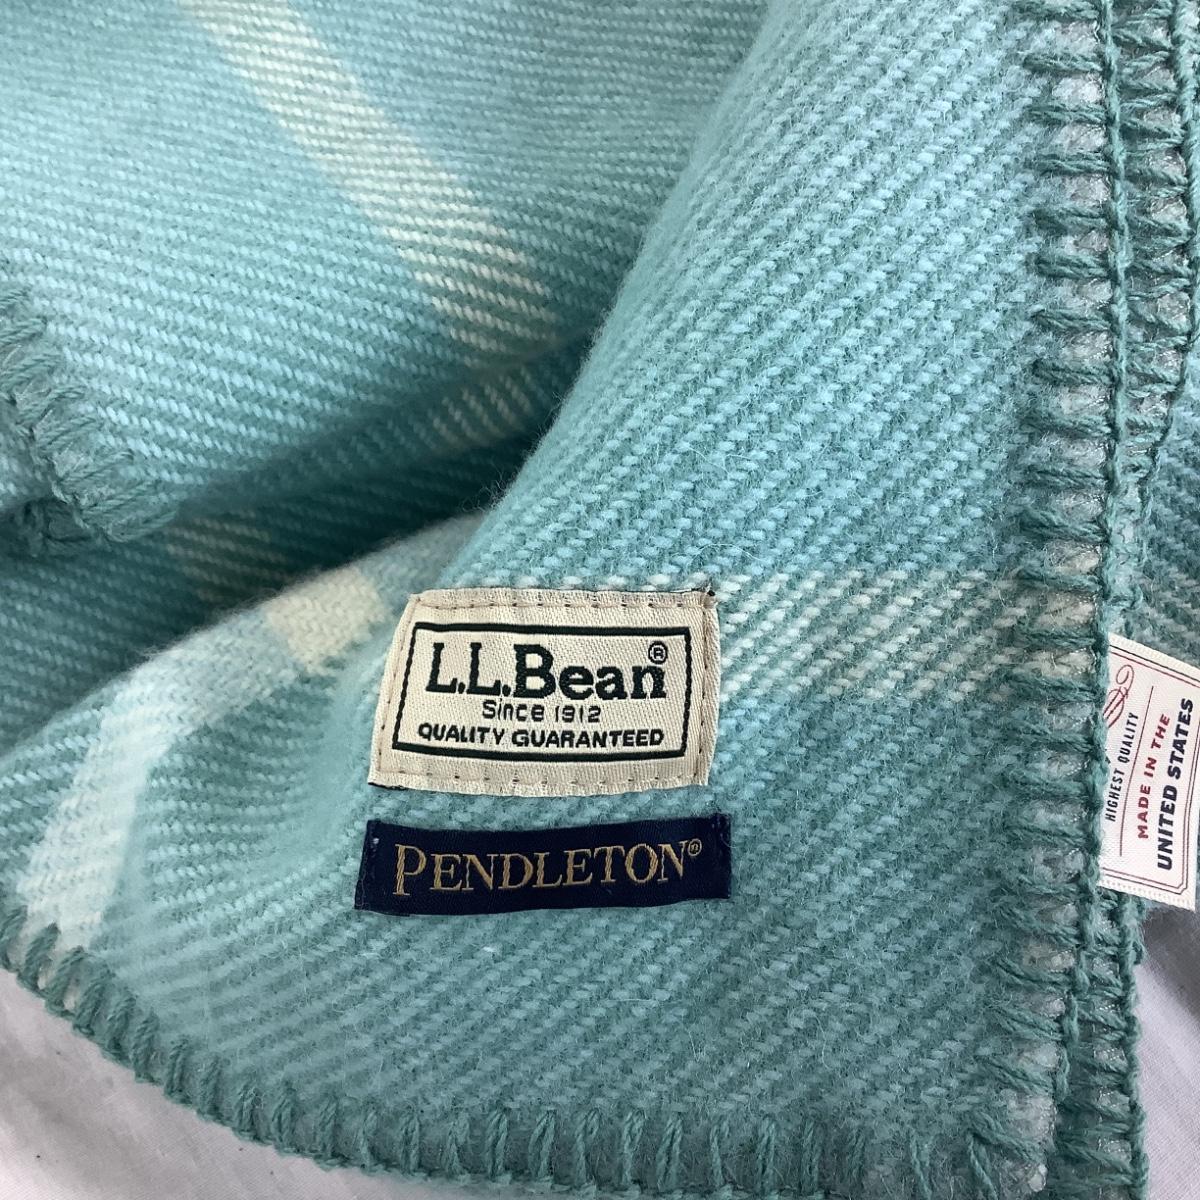 L.L.Bean®
Since 1912
QUALITY GUARANTEED
PENDLETON®
HIGHEST QUALITY
MADE IN THE
UNITED STATES